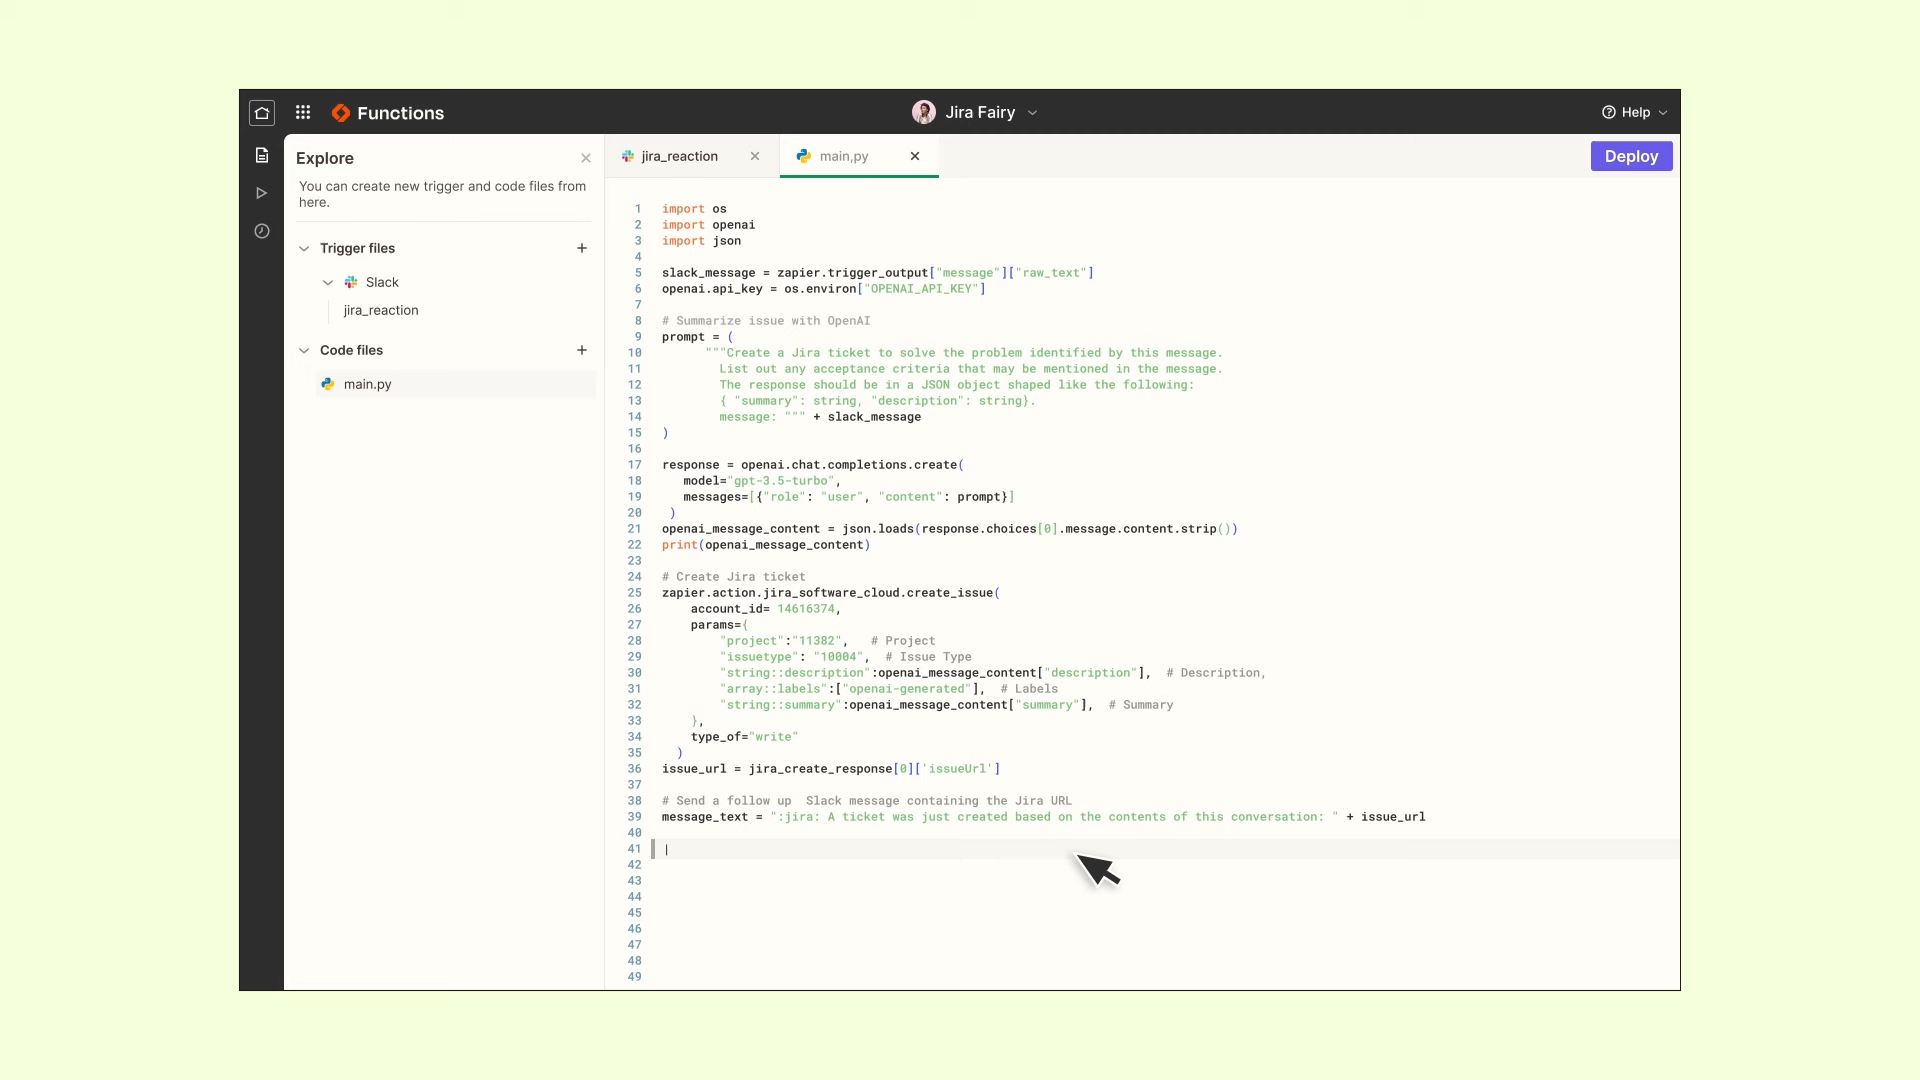 Functions
Jira Fairy
Help
Explore
You can create new trigger and code files from
here.
Trigger files
Slack
jira_reaction
Code files
main.py
jira_reaction
main,py
Deploy
1 import os
2 import openai
3 import json
4
5 slack_message = zapier.trigger_output["message"]["raw_text"]
6 openai.api_key = os.environ["OPENAI_API_KEY"]
7
8 # Summarize issue with OpenAI
9 prompt = (
10 """Create a Jira ticket to solve the problem identified by this message.
11 List out any acceptance criteria that may be mentioned in the message.
12 The response should be in a JSON object shaped like the following:
13 { "summary": string, "description": string}.
14 message: """ + slack_message
15 )
16
17 response = openai.chat.completions.create(
18 model="gpt-3.5-turbo",
19 messages=[{"role": "user", "content": prompt}]
20 )
21 openai_message_content = json.loads(response.choices[0].message.content.strip())
22 print(openai_message_content)
23
24 # Create Jira ticket
25 zapier.action.jira_software_cloud.create_issue(
26 account_id= 14616374,
27 params={
28 "project":"11382", # Project
29 "issuetype": "10004", # Issue Type
30 "string::description":openai_message_content["description"], # Description,
31 "array::labels":["openai-generated"], # Labels
32 "string::summary":openai_message_content["summary"], # Summary
33 },
34 type_of="write"
35 )
36 issue_url = jira_create_response[0]['issueUrl']
37
38 # Send a follow up  Slack message containing the Jira URL
39 message_text = ":jira: A ticket was just created based on the contents of this conversation: " + issue_url
40
41
42
43
44
45
46
47
48
49